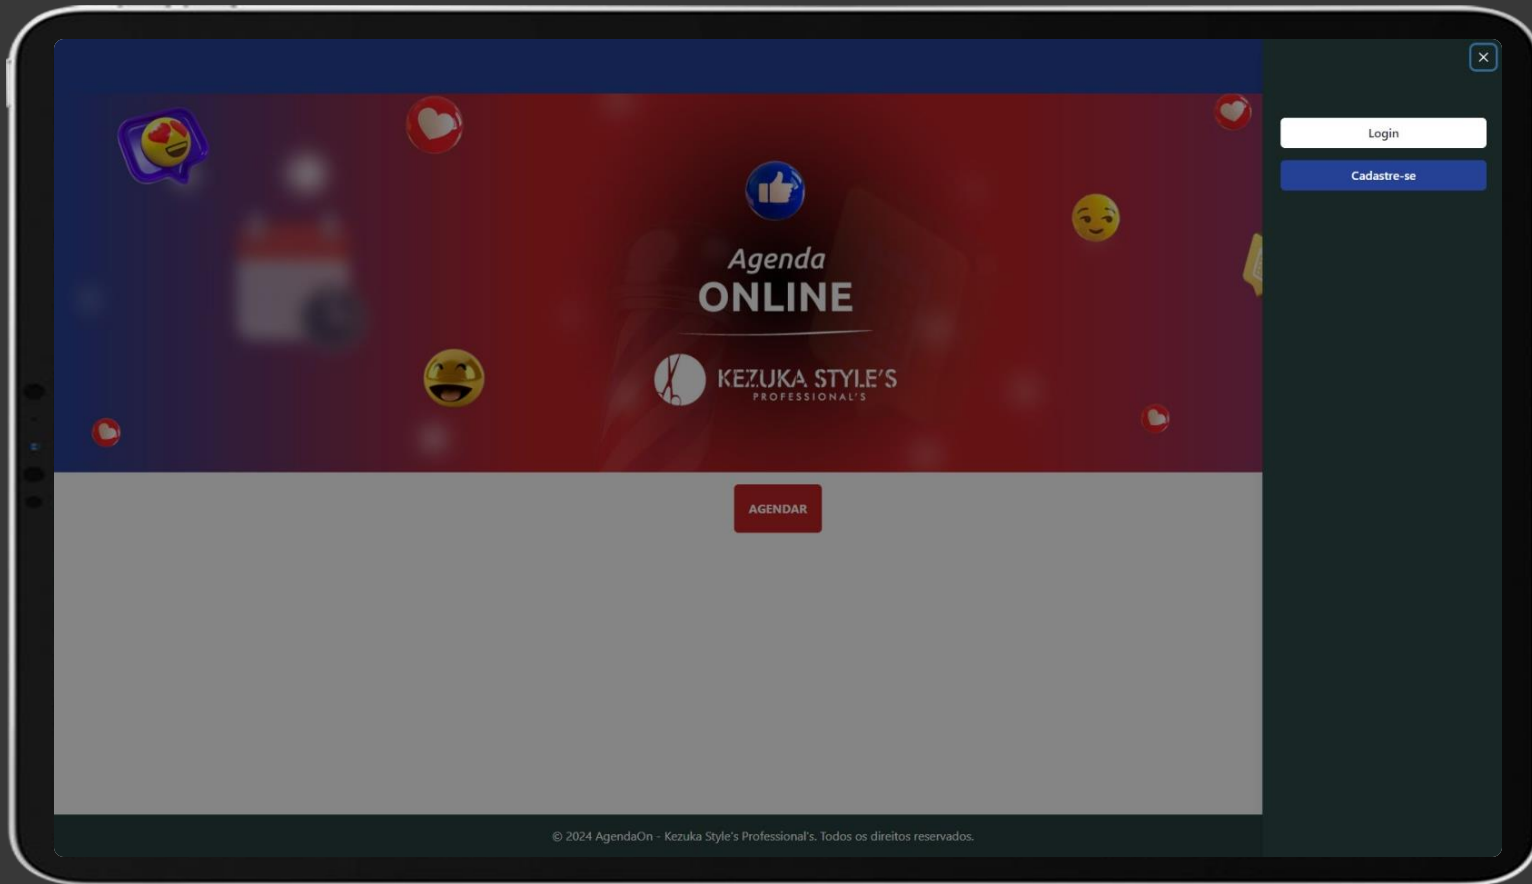 Login
Cadastre-se
Agenda
ONLINE
KEZUKA STYLE'S
PROFESSIONAL'S
AGENDAR
© 2024 AgendaOn - Kezuka Style's Professional's. Todos os direitos reservados.